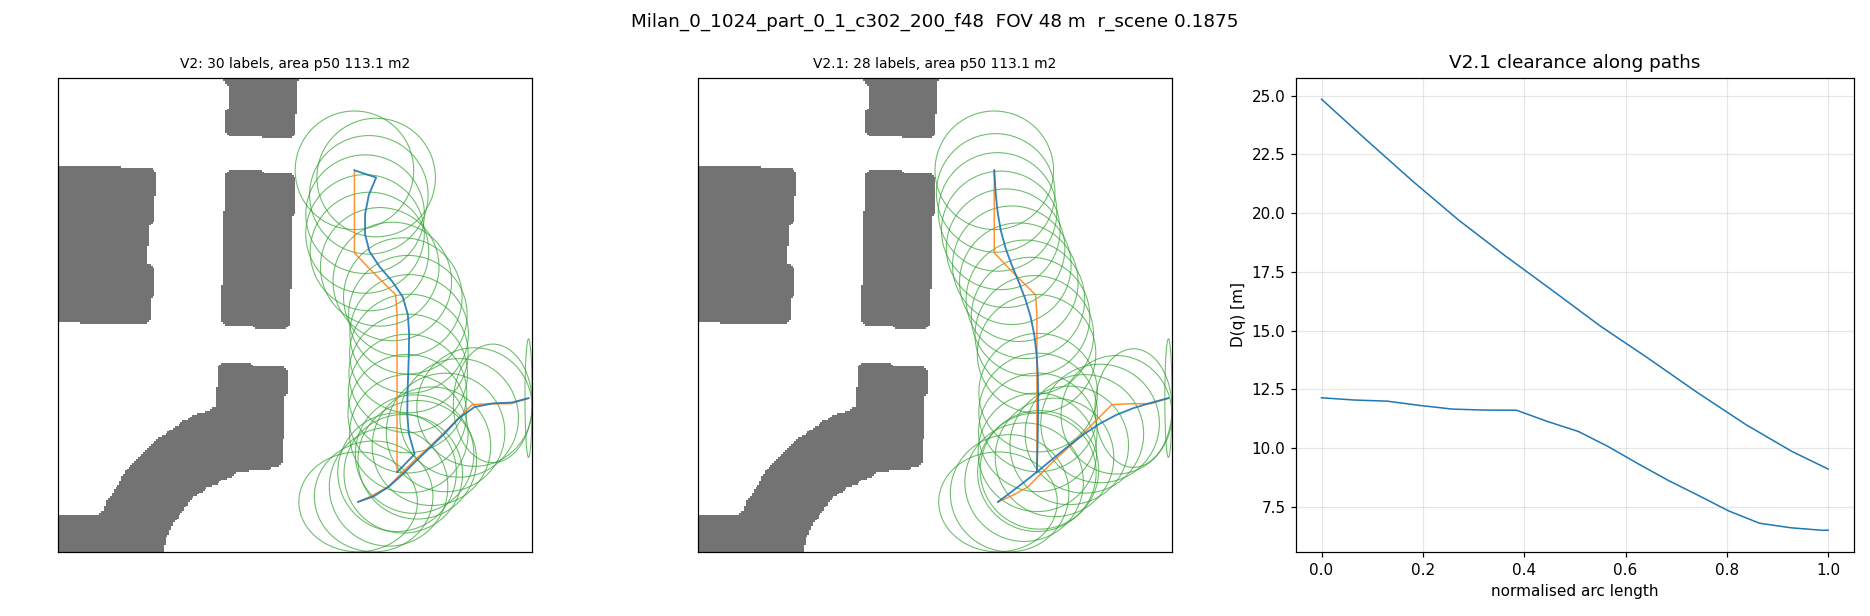 Milan_0_1024_part_0_1_c302_200_f48  FOV 48 m  r_scene 0.1875
V2: 30 labels, area p50 113.1 m2
V2.1: 28 labels, area p50 113.1 m2
V2.1 clearance along paths
D(q) [m]
25.0
22.5
20.0
17.5
15.0
12.5
10.0
7.5
0.0 0.2 0.4 0.6 0.8 1.0
normalised arc length